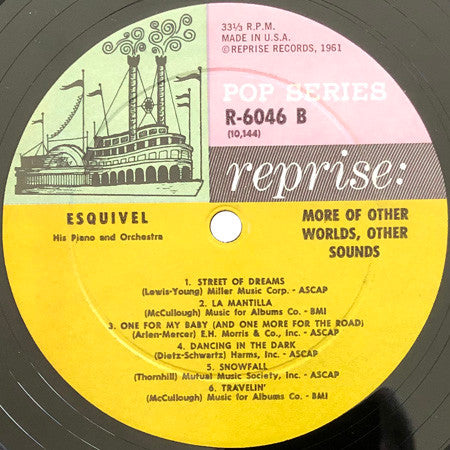 33⅓ R.P.M.
MADE IN U.S.A.
©REPRISE RECORDS, 1961
POP SERIES
R-6046 B
(10,144)
reprise:
ESQUIVEL
His Piano and Orchestra
MORE OF OTHER
WORLDS, OTHER
SOUNDS
1. STREET OF DREAMS
(Lewis-Young) Miller Music Corp. - ASCAP
2. LA MANTILLA
(McCullough) Music for Albums Co. - BMI
3. ONE FOR MY BABY (AND ONE MORE FOR THE ROAD)
(Arlen-Mercer) E.H. Morris & Co., Inc. - ASCAP
4. DANCING IN THE DARK
(Dietz-Schwartz) Harms, Inc. - ASCAP
5. SNOWFALL
(Thornhill) Mutual Music Society, Inc. - ASCAP
6. TRAVELIN'
(McCullough) Music for Albums Co. - BMI